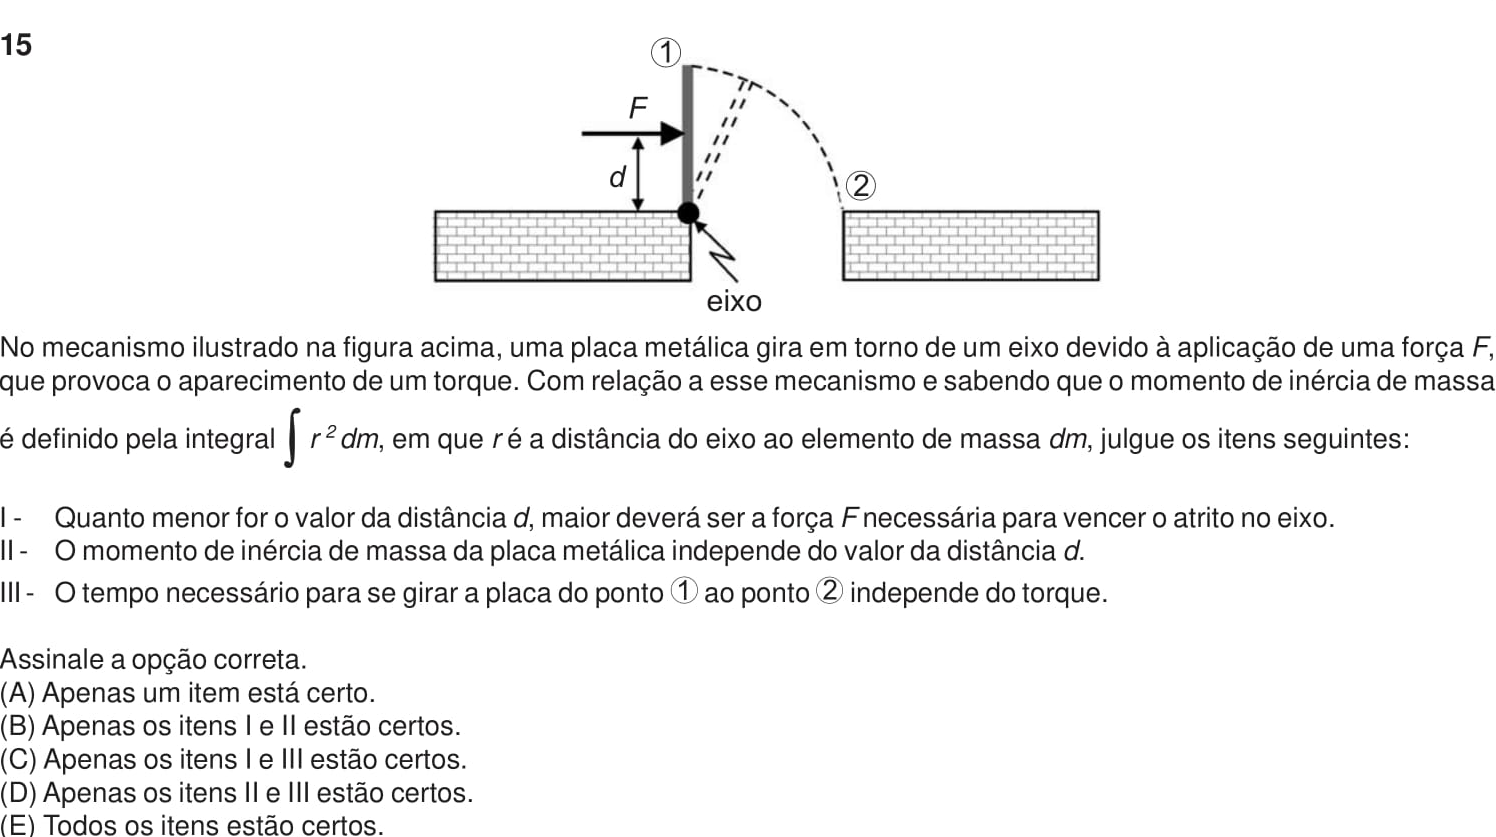 15
①
F
d
②
eixo
No mecanismo ilustrado na figura acima, uma placa metálica gira em torno de um eixo devido à aplicação de uma força F,
que provoca o aparecimento de um torque. Com relação a esse mecanismo e sabendo que o momento de inércia de massa
é definido pela integral ∫ r² dm, em que r é a distância do eixo ao elemento de massa dm, julgue os itens seguintes:
I - Quanto menor for o valor da distância d, maior deverá ser a força F necessária para vencer o atrito no eixo.
II - O momento de inércia de massa da placa metálica independe do valor da distância d.
III - O tempo necessário para se girar a placa do ponto ① ao ponto ② independe do torque.
Assinale a opção correta.
(A) Apenas um item está certo.
(B) Apenas os itens I e II estão certos.
(C) Apenas os itens I e III estão certos.
(D) Apenas os itens II e III estão certos.
(E) Todos os itens estão certos.